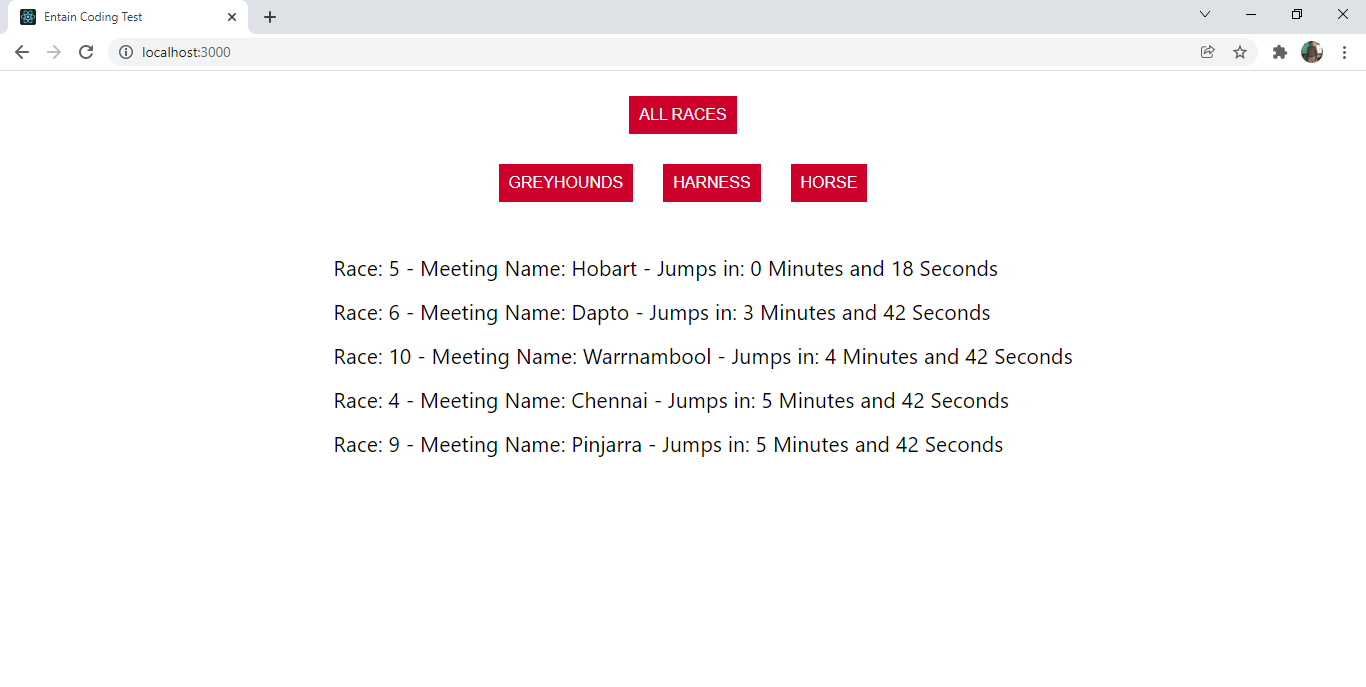 Entain Coding Test
localhost:3000
ALL RACES
GREYHOUNDS HARNESS HORSE
Race: 5 - Meeting Name: Hobart - Jumps in: 0 Minutes and 18 Seconds
Race: 6 - Meeting Name: Dapto - Jumps in: 3 Minutes and 42 Seconds
Race: 10 - Meeting Name: Warrnambool - Jumps in: 4 Minutes and 42 Seconds
Race: 4 - Meeting Name: Chennai - Jumps in: 5 Minutes and 42 Seconds
Race: 9 - Meeting Name: Pinjarra - Jumps in: 5 Minutes and 42 Seconds